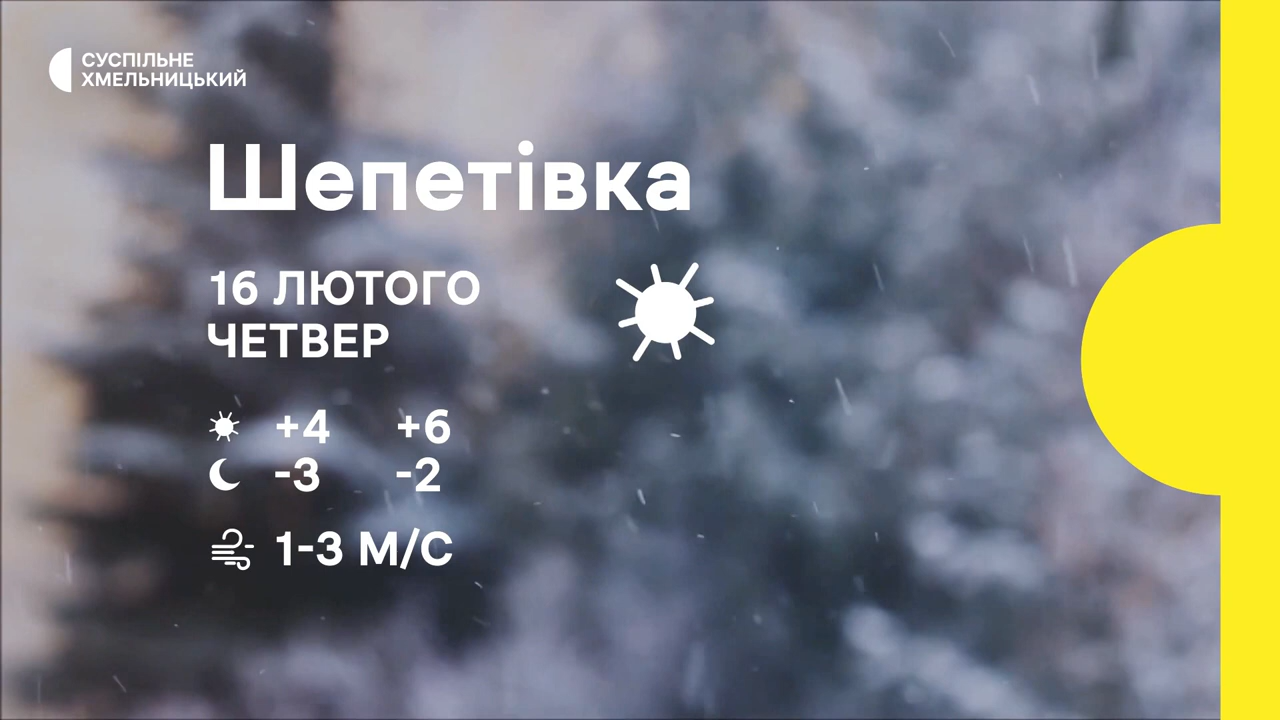 СУСПІЛЬНЕ
ХМЕЛЬНИЦЬКИЙ
Шепетівка
16 ЛЮТОГО
ЧЕТВЕР
+4 +6
-3 -2
1-3 М/С